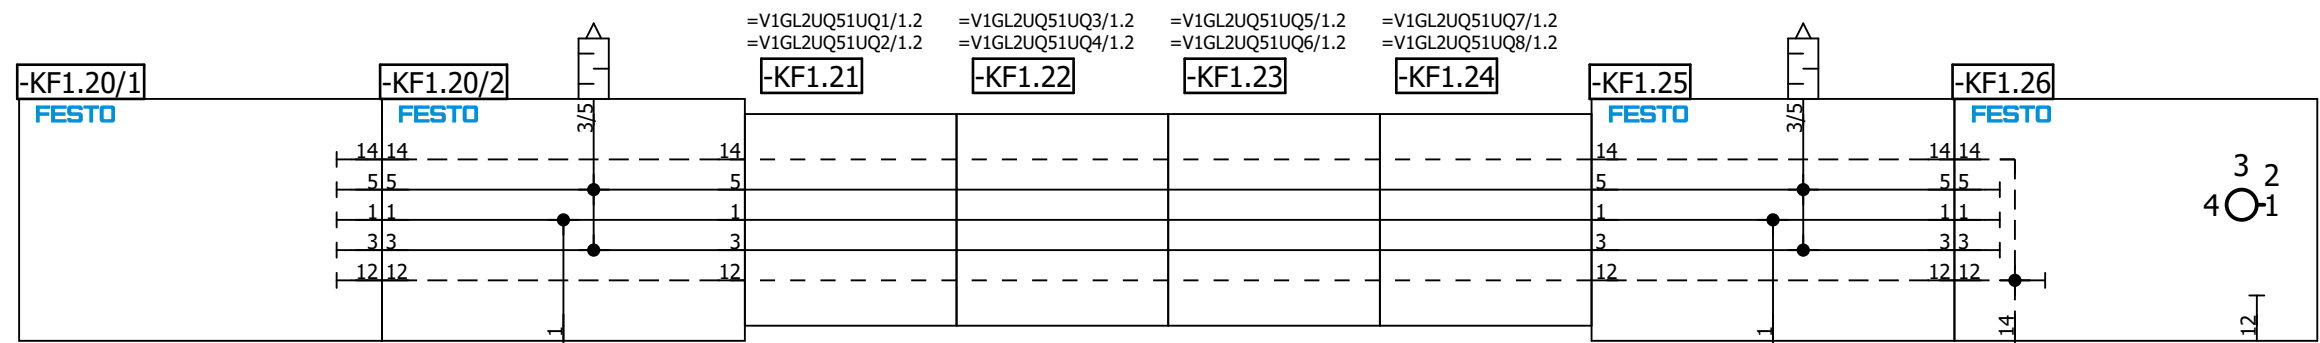 =V1GL2UQ51UQ1/1.2 =V1GL2UQ51UQ3/1.2 =V1GL2UQ51UQ5/1.2 =V1GL2UQ51UQ7/1.2
=V1GL2UQ51UQ2/1.2 =V1GL2UQ51UQ4/1.2 =V1GL2UQ51UQ6/1.2 =V1GL2UQ51UQ8/1.2
-KF1.20/1 -KF1.20/2 -KF1.21 -KF1.22 -KF1.23 -KF1.24 -KF1.25 -KF1.26
FESTO FESTO 3/5 FESTO 3/5 FESTO
14 14 14 14 14 14
5 5 5 5 5 5
1 1 1 1 1 1
3 3 3 3 3 3
12 12 12 12 12 12
3 2
4 1
1 1 14 12